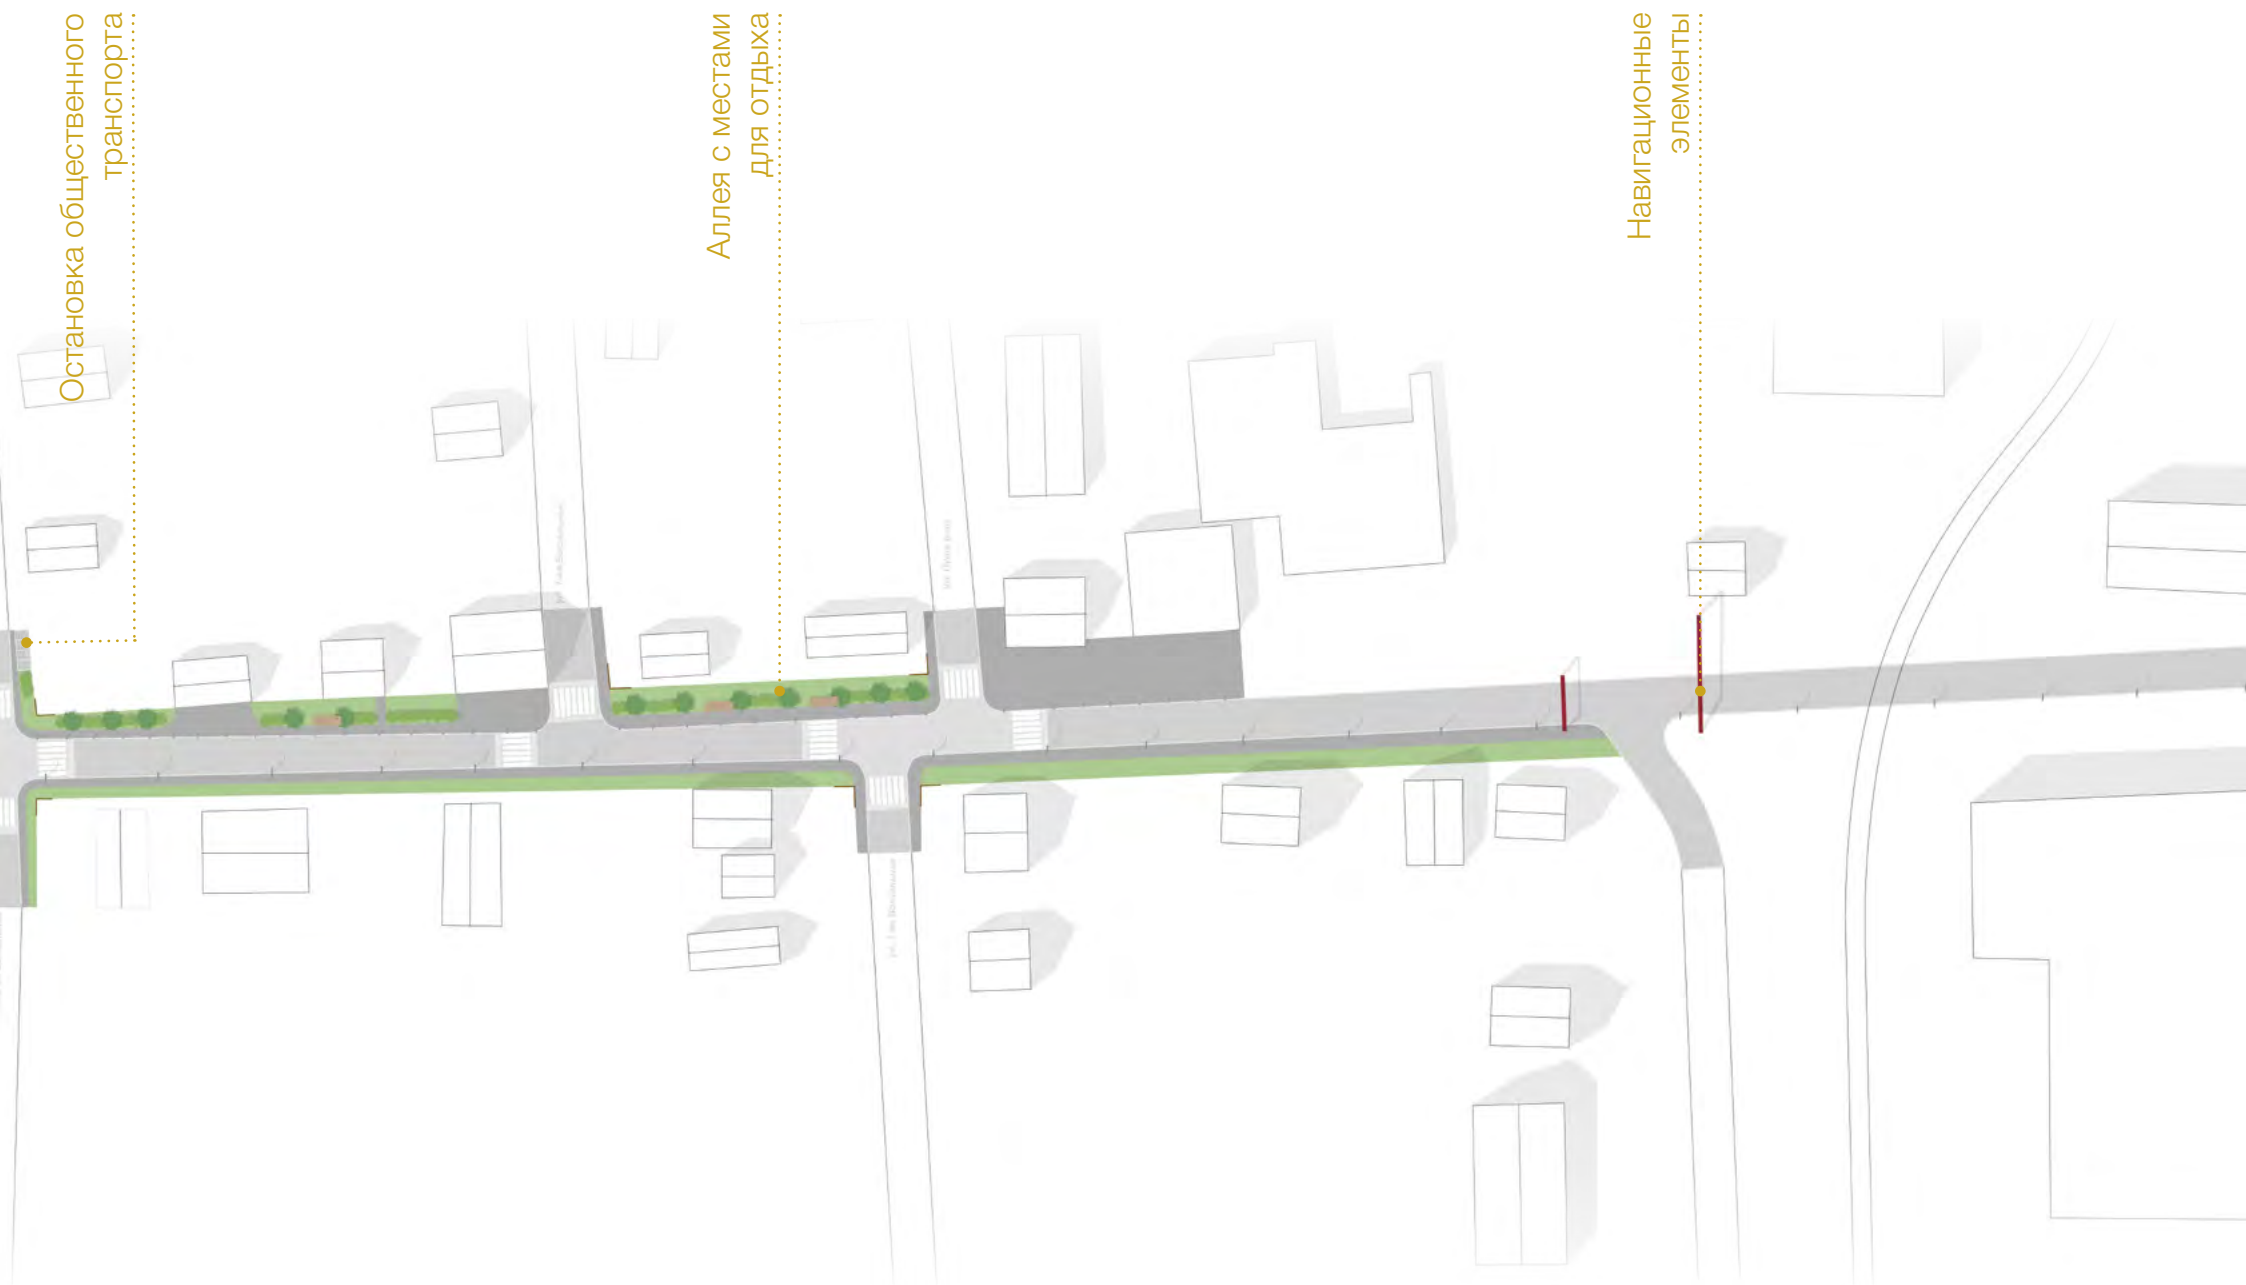 Остановка общественного
транспорта
Аллея с местами
для отдыха
Навигационные
элементы